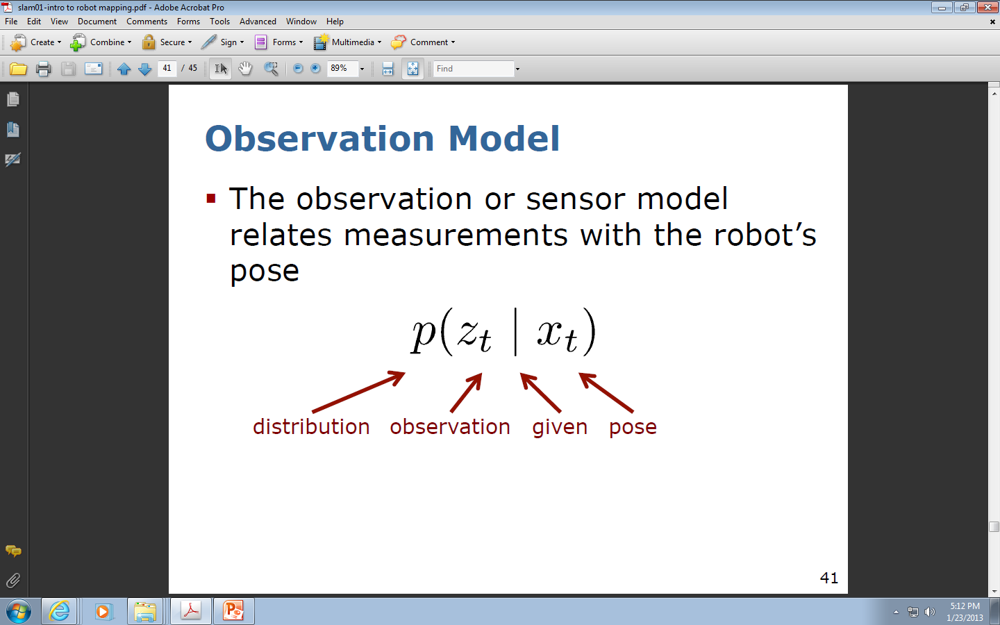 slam01-intro to robot mapping.pdf - Adobe Acrobat Pro
File Edit View Document Comments Forms Tools Advanced Window Help
Create Combine Secure Sign Forms Multimedia Comment
41 / 45 89% Find
Observation Model
The observation or sensor model
relates measurements with the robot’s
pose
p(z_t | x_t)
distribution observation given pose
41
5:12 PM
1/23/2013